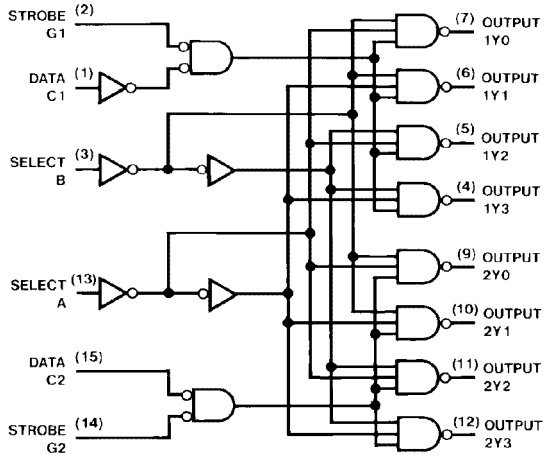 STROBE (2)
G1
DATA (1)
C1
SELECT (3)
B
SELECT (13)
A
DATA (15)
C2
STROBE (14)
G2
(7) OUTPUT
1Y0
(6) OUTPUT
1Y1
(5) OUTPUT
1Y2
(4) OUTPUT
1Y3
(9) OUTPUT
2Y0
(10) OUTPUT
2Y1
(11) OUTPUT
2Y2
(12) OUTPUT
2Y3